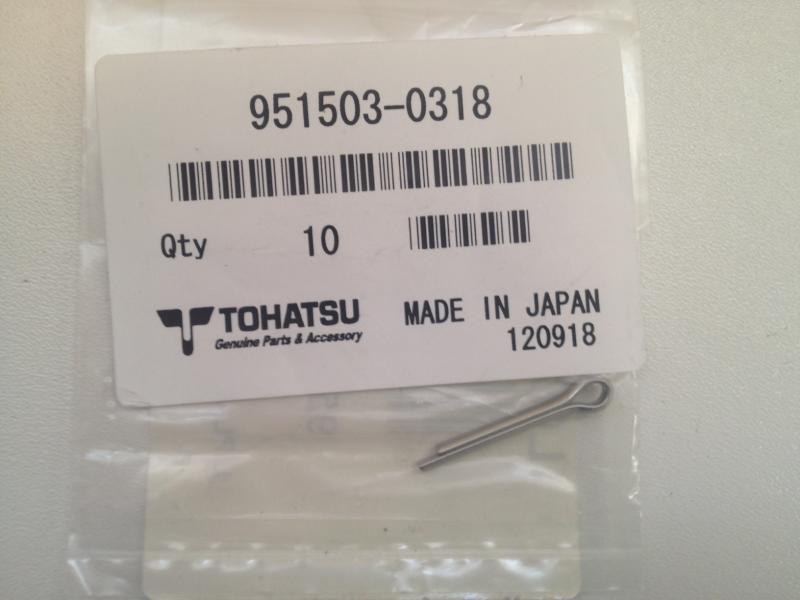 951503-0318
Qty 10
TOHATSU
Genuine Parts & Accessory
MADE IN JAPAN
120918